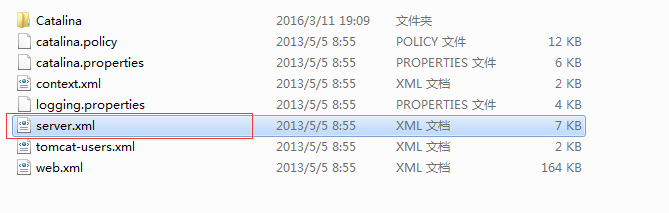 Catalina 2016/3/11 19:09 文件夹
catalina.policy 2013/5/5 8:55 POLICY 文件 12 KB
catalina.properties 2013/5/5 8:55 PROPERTIES 文件 6 KB
context.xml 2013/5/5 8:55 XML 文档 2 KB
logging.properties 2013/5/5 8:55 PROPERTIES 文件 4 KB
server.xml 2013/5/5 8:55 XML 文档 7 KB
tomcat-users.xml 2013/5/5 8:55 XML 文档 2 KB
web.xml 2013/5/5 8:55 XML 文档 164 KB